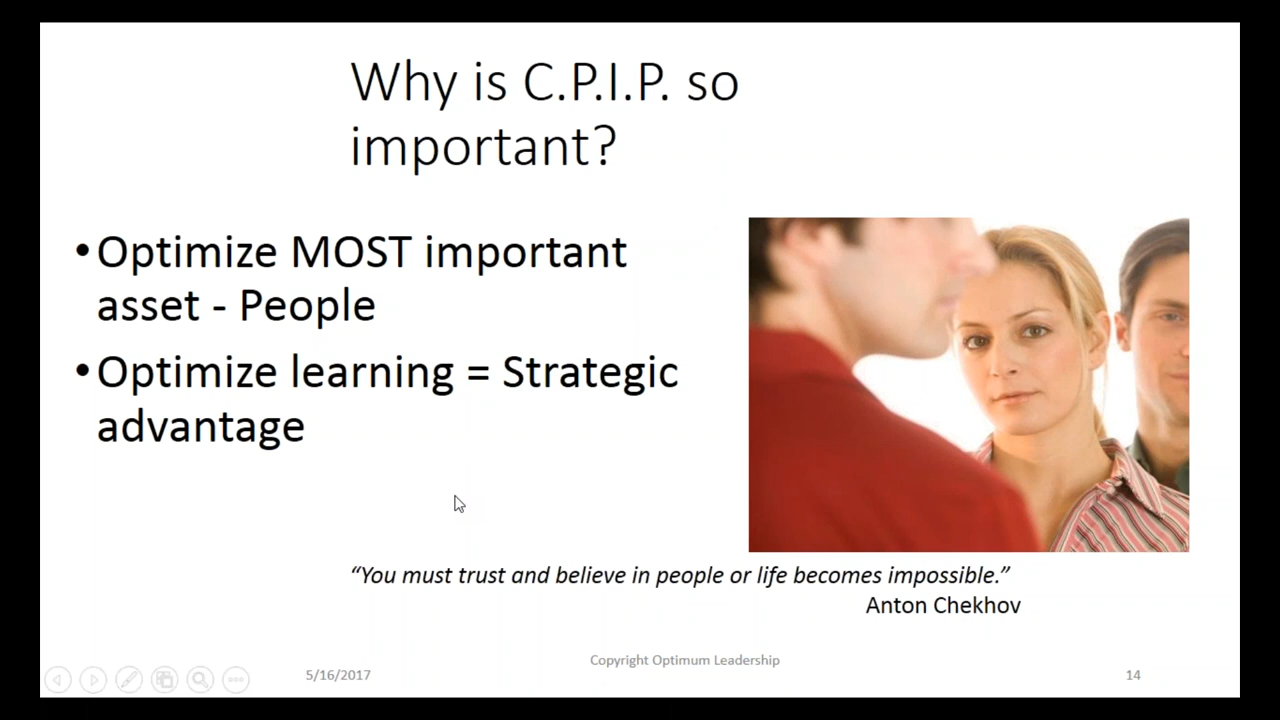 Why is C.P.I.P. so
important?
•Optimize MOST important
asset - People
•Optimize learning = Strategic
advantage
“You must trust and believe in people or life becomes impossible.”
Anton Chekhov
Copyright Optimum Leadership
5/16/2017
14